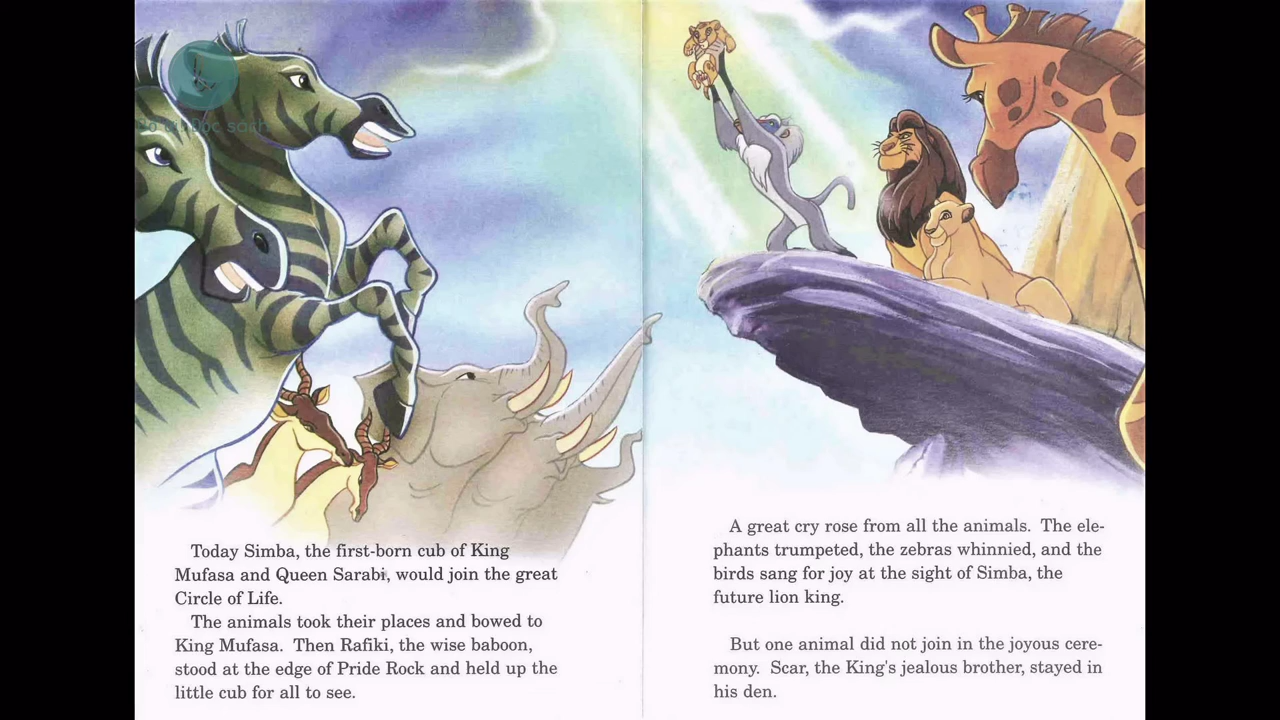 Today Simba, the first-born cub of King
Mufasa and Queen Sarabi, would join the great
Circle of Life.
The animals took their places and bowed to
King Mufasa. Then Rafiki, the wise baboon,
stood at the edge of Pride Rock and held up the
little cub for all to see.
A great cry rose from all the animals. The ele-
phants trumpeted, the zebras whinnied, and the
birds sang for joy at the sight of Simba, the
future lion king.
But one animal did not join in the joyous cere-
mony. Scar, the King's jealous brother, stayed in
his den.